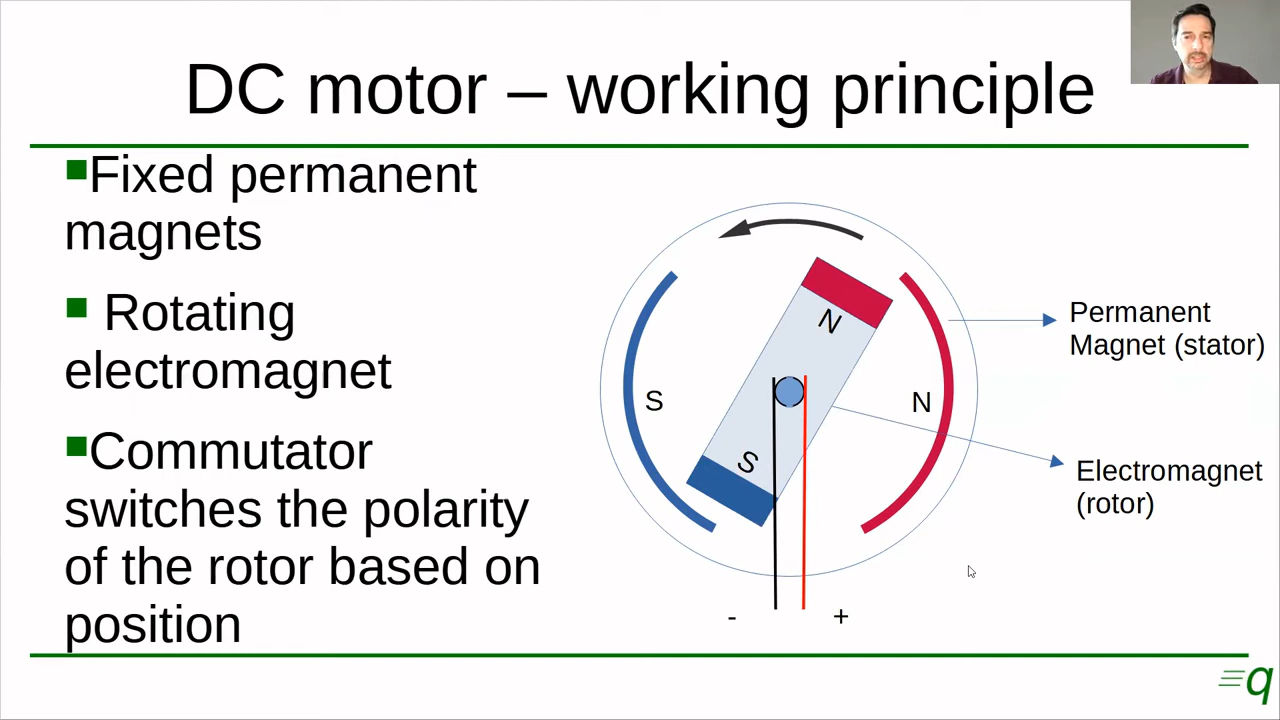 DC motor – working principle
Fixed permanent
magnets
Rotating
electromagnet
Commutator
switches the polarity
of the rotor based on
position
N
S
S
N
Permanent
Magnet (stator)
Electromagnet
(rotor)
- +
q